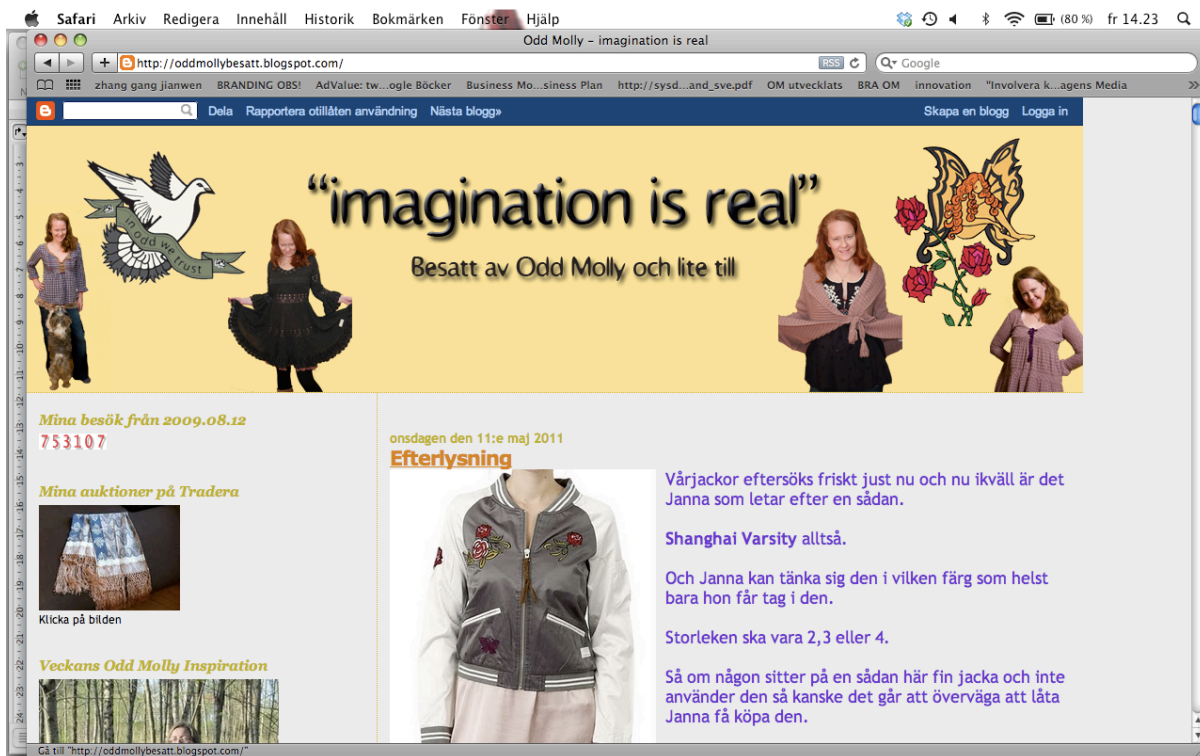 Safari Arkiv Redigera Innehåll Historik Bokmärken Fönster Hjälp (80 %) fr 14.23
Odd Molly – imagination is real
http://oddmollybesatt.blogspot.com/ RSS Google
zhang gang jianwen BRANDING OBS! AdValue: tw...ogle Böcker Business Mo...siness Plan http://sysd...and_sve.pdf OM utvecklats BRA OM innovation "Involvera k...agens Media
Dela Rapportera otillåten användning Nästa blogg» Skapa en blogg Logga in
"imagination is real"
in odd we trust
Besatt av Odd Molly och lite till
Mina besök från 2009.08.12
753107
Mina auktioner på Tradera
Klicka på bilden
Veckans Odd Molly Inspiration
onsdagen den 11:e maj 2011
Efterlysning
Vårjackor eftersöks friskt just nu och nu ikväll är det
Janna som letar efter en sådan.
Shanghai Varsity alltså.
Och Janna kan tänka sig den i vilken färg som helst
bara hon får tag i den.
Storleken ska vara 2,3 eller 4.
Så om någon sitter på en sådan här fin jacka och inte
använder den så kanske det går att överväga att låta
Janna få köpa den.
Gå till "http://oddmollybesatt.blogspot.com/"